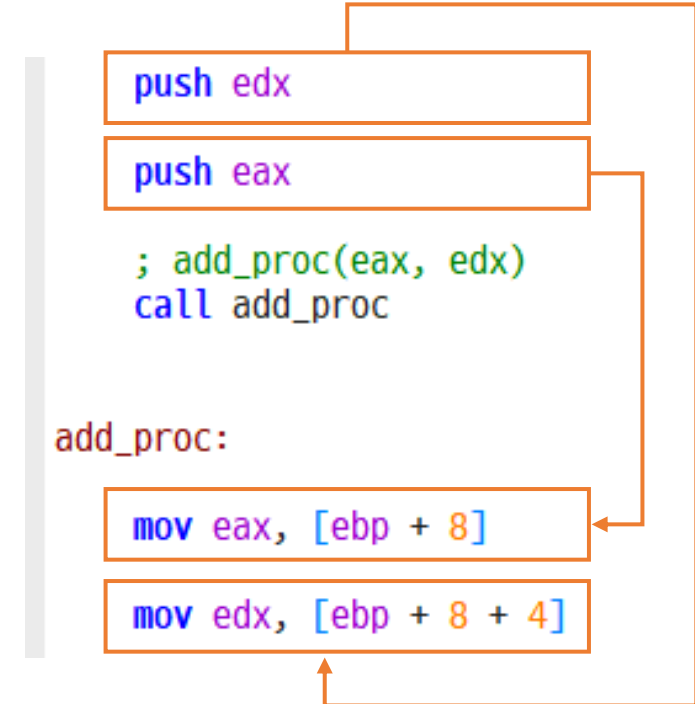 push edx
push eax
; add_proc(eax, edx)
call add_proc
add_proc:
mov eax, [ebp + 8]
mov edx, [ebp + 8 + 4]